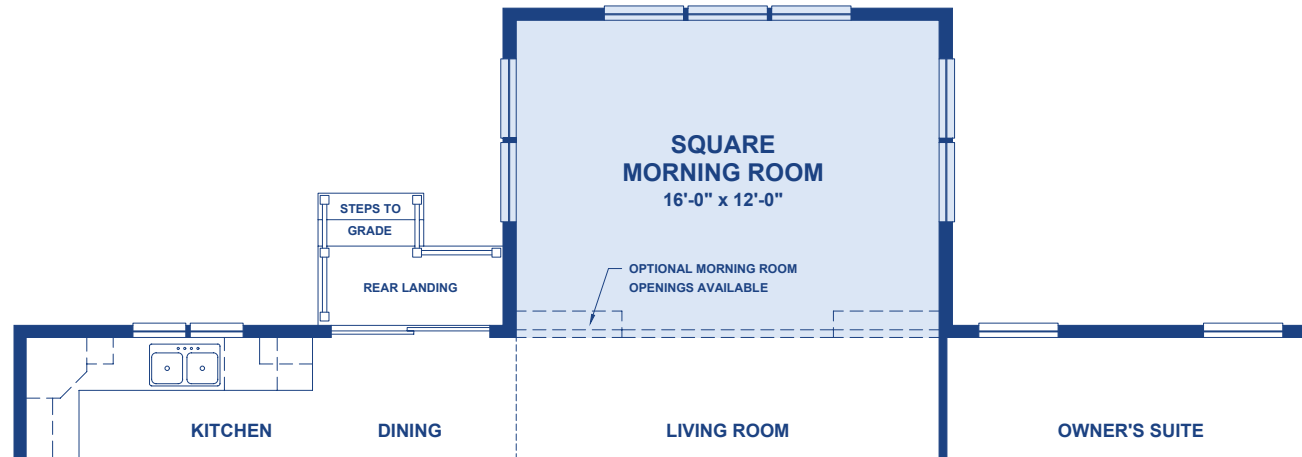 SQUARE
MORNING ROOM
16'-0" x 12'-0"
STEPS TO
GRADE
REAR LANDING
OPTIONAL MORNING ROOM
OPENINGS AVAILABLE
KITCHEN
DINING
LIVING ROOM
OWNER'S SUITE